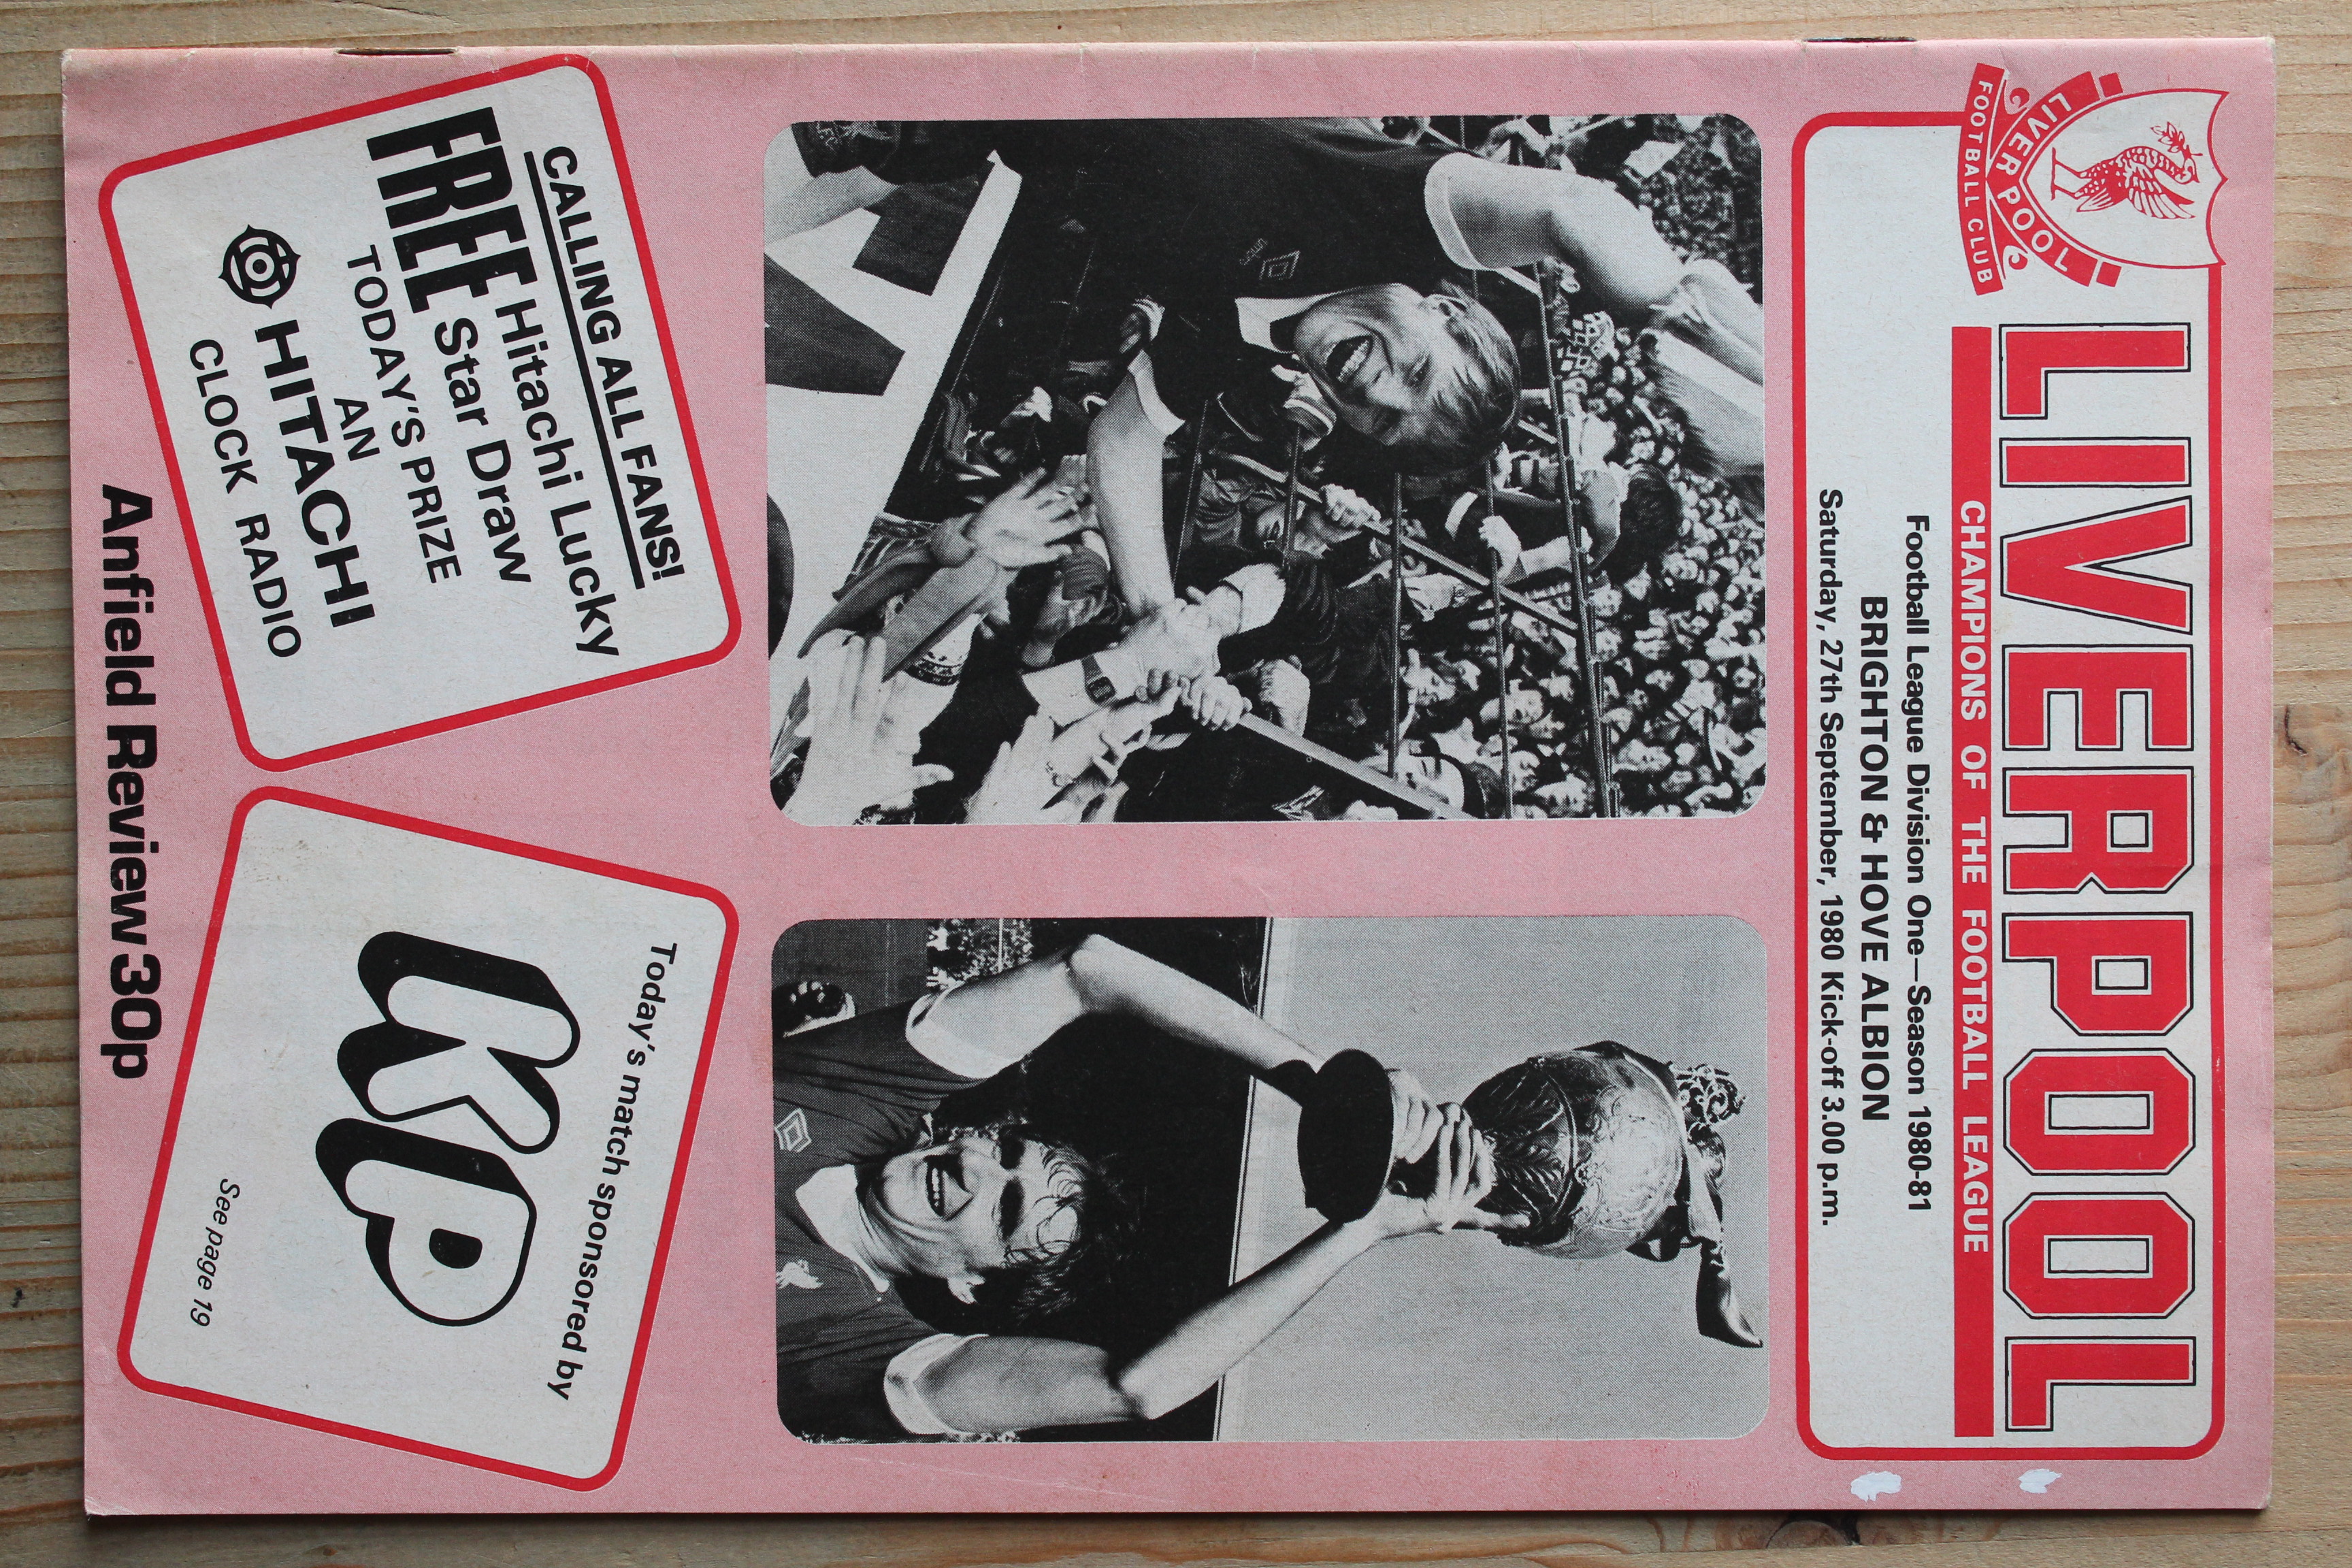 LIVERPOOL
FOOTBALL CLUB
LIVERPOOL
CHAMPIONS OF THE FOOTBALL LEAGUE
Football League Division One—Season 1980-81
BRIGHTON & HOVE ALBION
Saturday, 27th September, 1980 Kick-off 3.00 p.m.
umbro
CALLING ALL FANS!
FREE Hitachi Lucky
Star Draw
TODAY'S PRIZE
AN
HITACHI
CLOCK RADIO
Today's match sponsored by
KP
See page 19
Anfield Review 30p